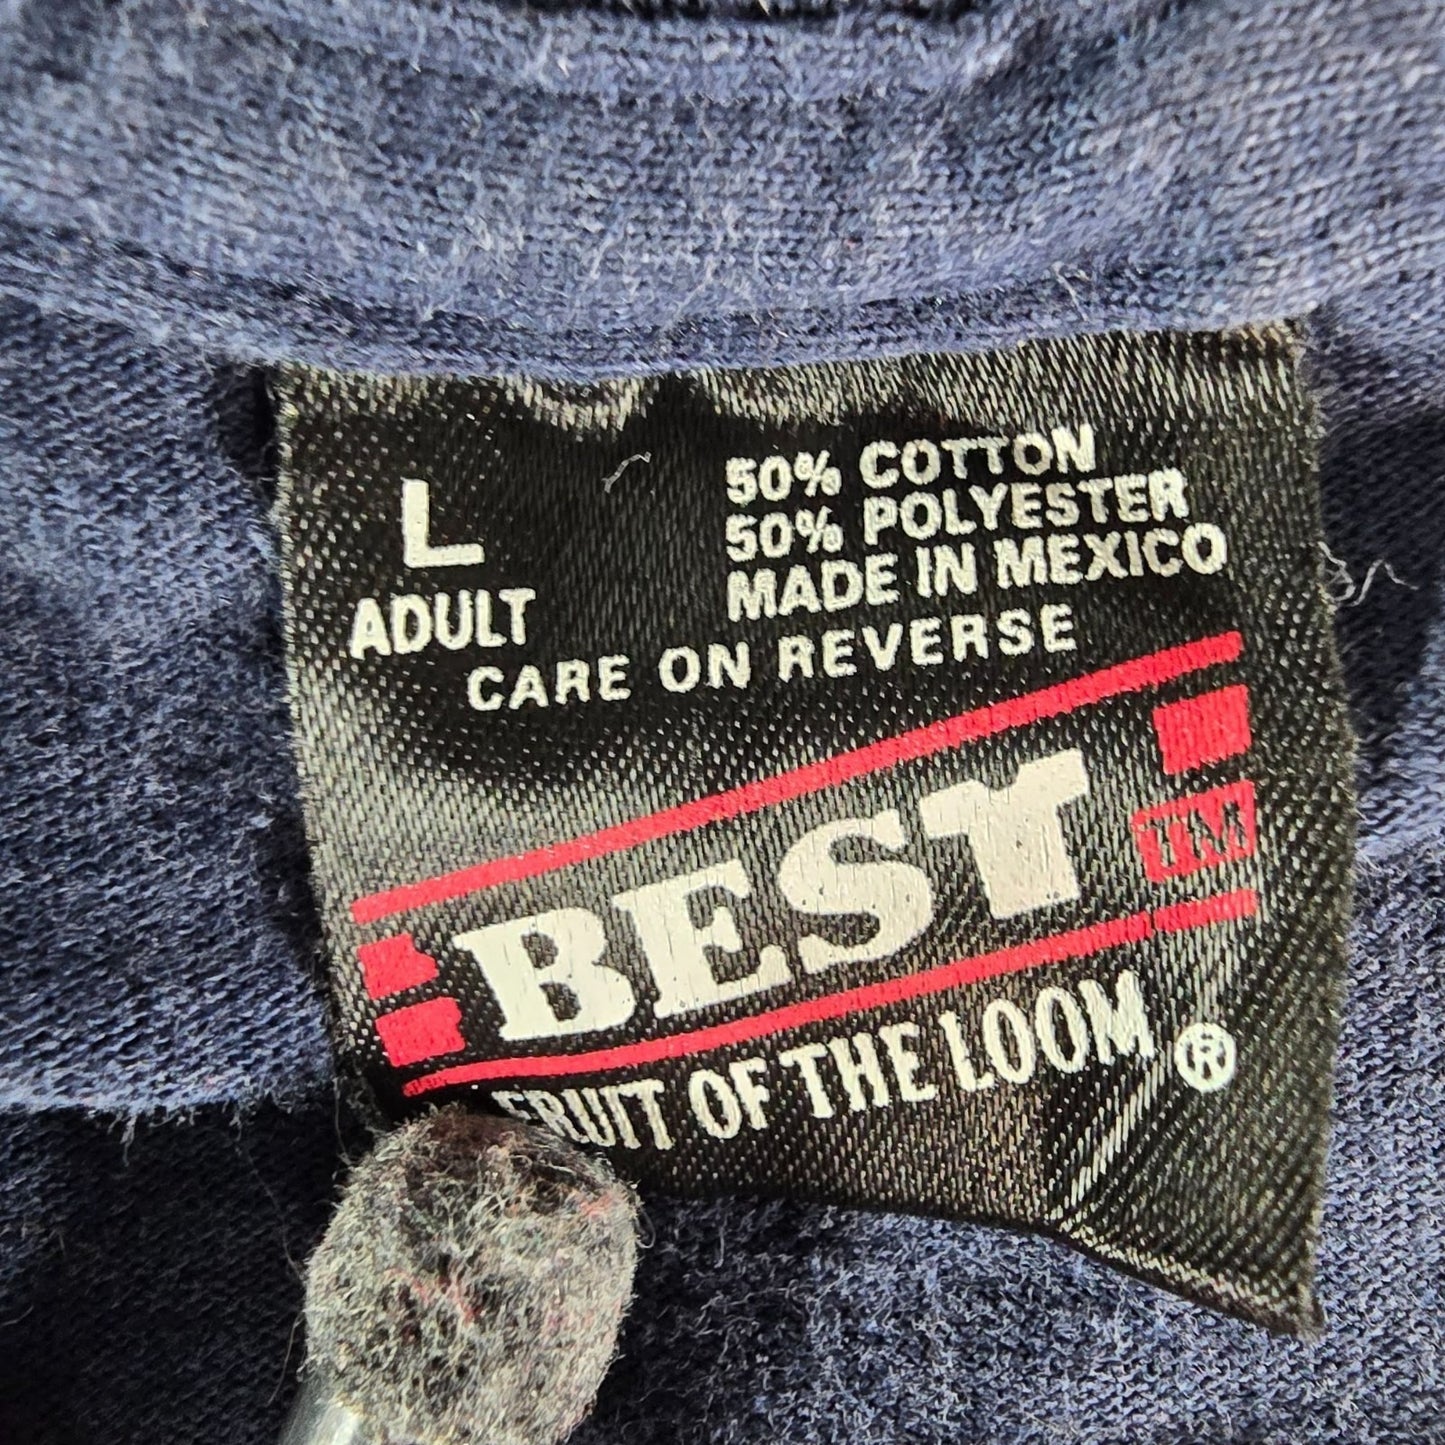 L
ADULT
50% COTTON
50% POLYESTER
MADE IN MEXICO
CARE ON REVERSE
BEST
TM
FRUIT OF THE LOOM ®